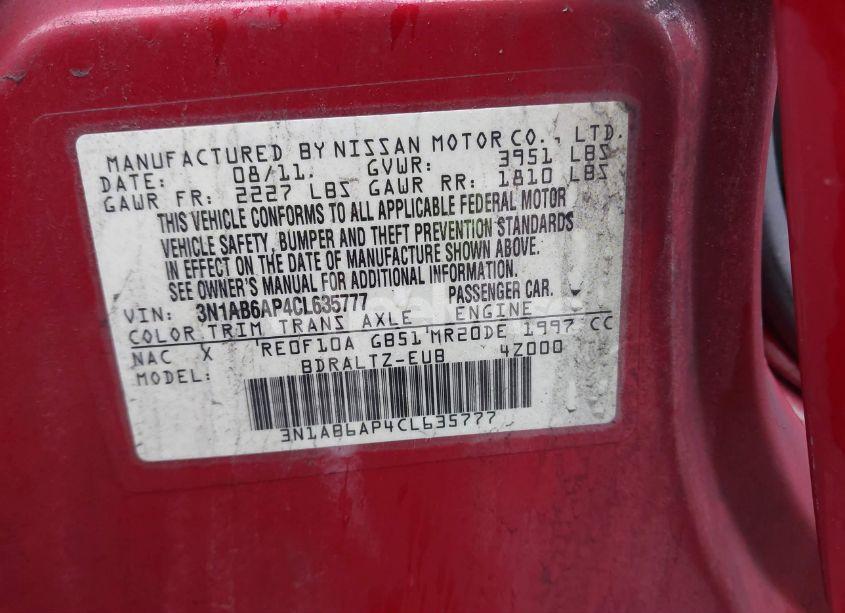 MANUFACTURED BY NISSAN MOTOR CO., LTD.
DATE: 08/11. GVWR: 3951 LBS
GAWR FR: 2227 LBS GAWR RR: 1810 LBS
THIS VEHICLE CONFORMS TO ALL APPLICABLE FEDERAL MOTOR
VEHICLE SAFETY, BUMPER AND THEFT PREVENTION STANDARDS
IN EFFECT ON THE DATE OF MANUFACTURE SHOWN ABOVE.
SEE OWNER'S MANUAL FOR ADDITIONAL INFORMATION.
VIN: 3N1AB6AP4CL635777 PASSENGER CAR.
COLOR TRIM TRANS AXLE ENGINE
NAC X RE0F10A GB51 MR20DE 1997 CC
MODEL: BDRALTZ-EUB 4Z000
3N1AB6AP4CL635777